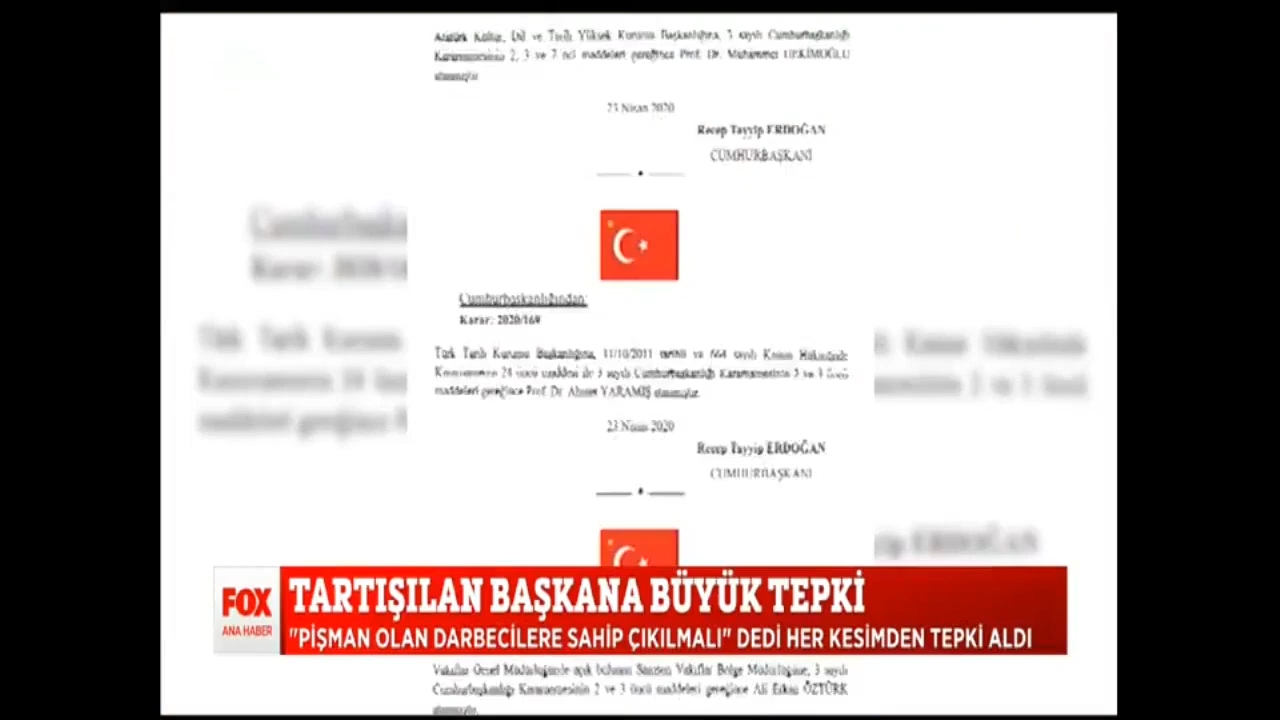 Atatürk Kültür, Dil ve Tarih Yüksek Kurumu Başkanlığına, 3 sayılı Cumhurbaşkanlığı
Kararnamesinin 2, 3 ve 7 nci maddeleri gereğince Prof. Dr. Muhammet
atanmıştır.
23 Nisan 2020
Recep Tayyip ERDOĞAN
CUMHURBAŞKANI
Cumhurbaşkanlığından:
Karar: 2020/169
Türk Tarih Kurumu Başkanlığına, 11/10/2011 tarihli ve 664 sayılı Kanun Hükmünde
Kararnamenin 24 üncü maddesi ile 3 sayılı Cumhurbaşkanlığı Kararnamesinin 2 ve 3 üncü
maddeleri gereğince Prof. Dr. Ahmet YARAMIŞ atanmıştır.
23 Nisan 2020
Recep Tayyip ERDOĞAN
CUMHURBAŞKANI
FOX
ANA HABER
TARTIŞILAN BAŞKANA BÜYÜK TEPKİ
"PİŞMAN OLAN DARBECİLERE SAHİP ÇIKILMALI" DEDİ HER KESİMDEN TEPKİ ALDI
Vakıflar Genel Müdürlüğünde açık bulunan Samsun Vakıflar Bölge Müdürlüğüne, 3 sayılı
Cumhurbaşkanlığı Kararnamesinin 2 ve 3 üncü maddeleri gereğince Ali ÖZTÜRK
atanmıştır.